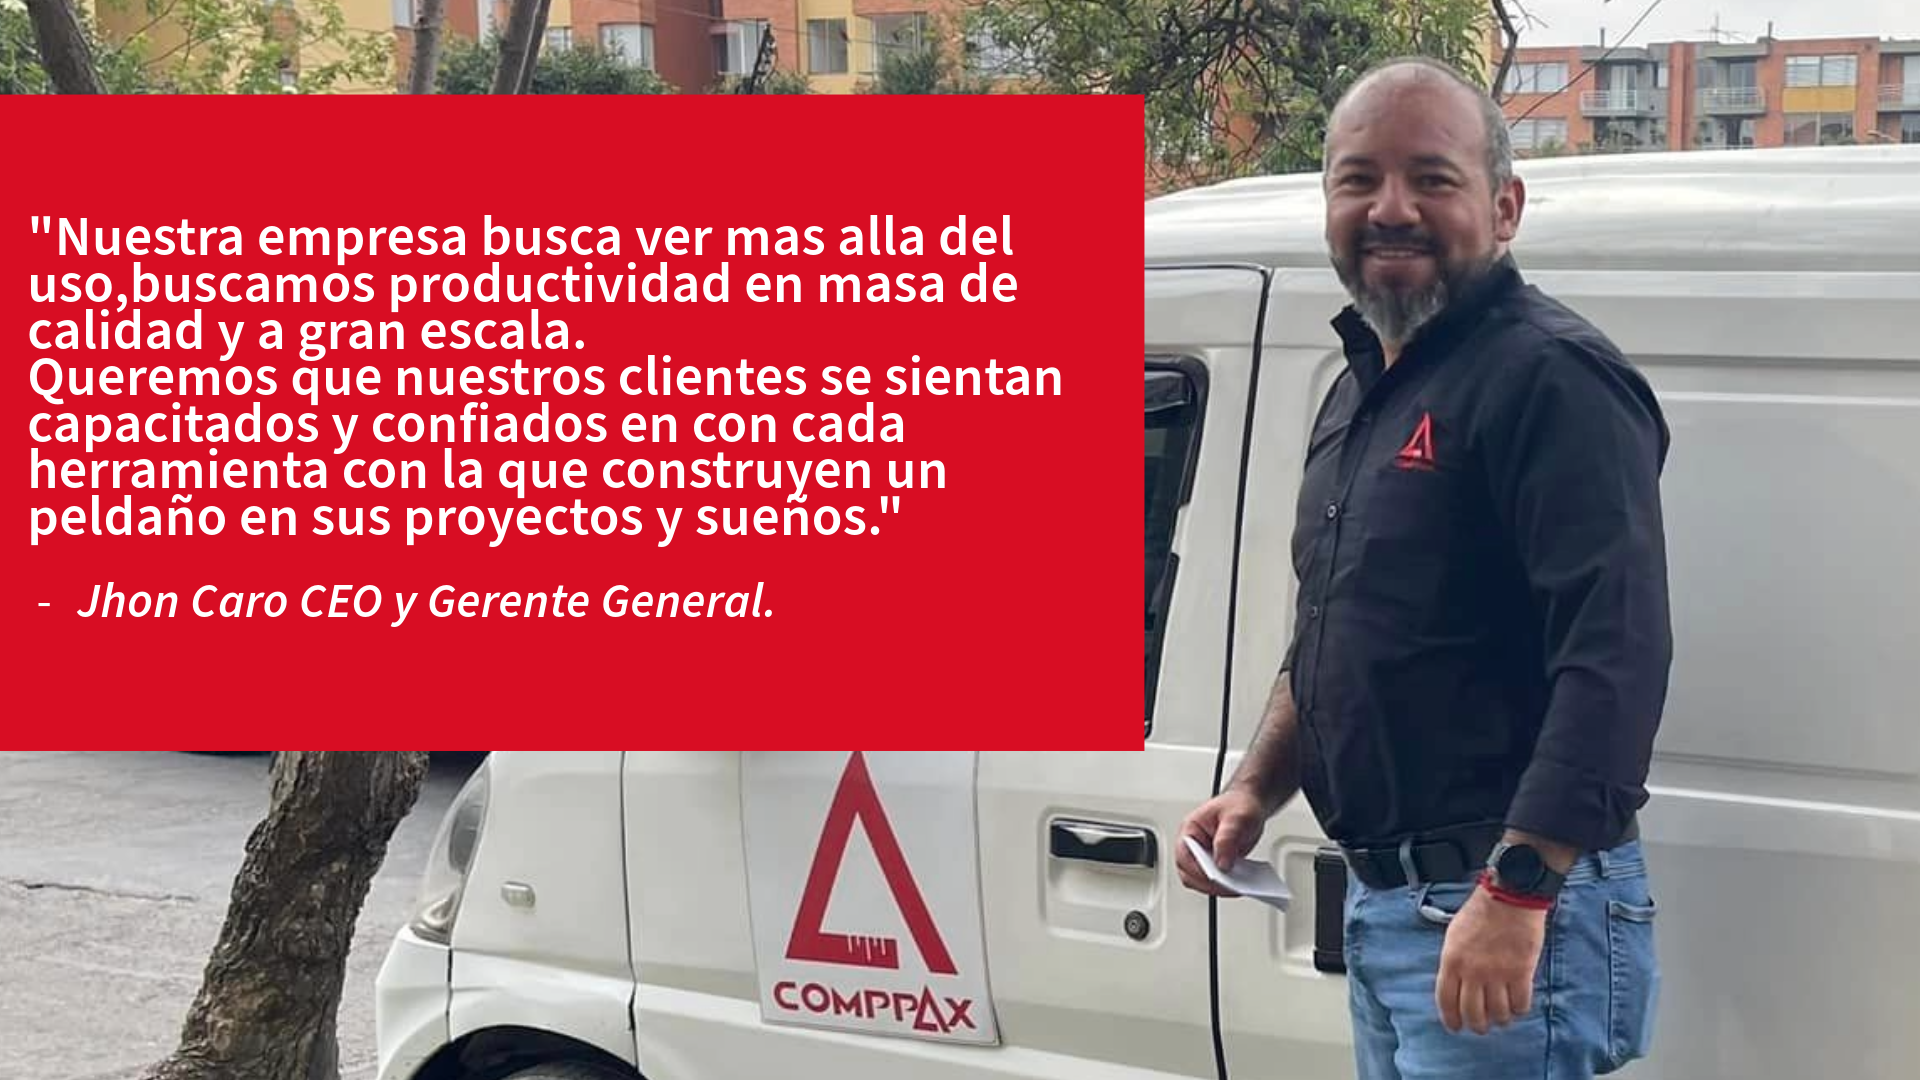 "Nuestra empresa busca ver mas alla del
uso,buscamos productividad en masa de
calidad y a gran escala.
Queremos que nuestros clientes se sientan
capacitados y confiados en con cada
herramienta con la que construyen un
peldaño en sus proyectos y sueños."
- Jhon Caro CEO y Gerente General.
COMPPAX